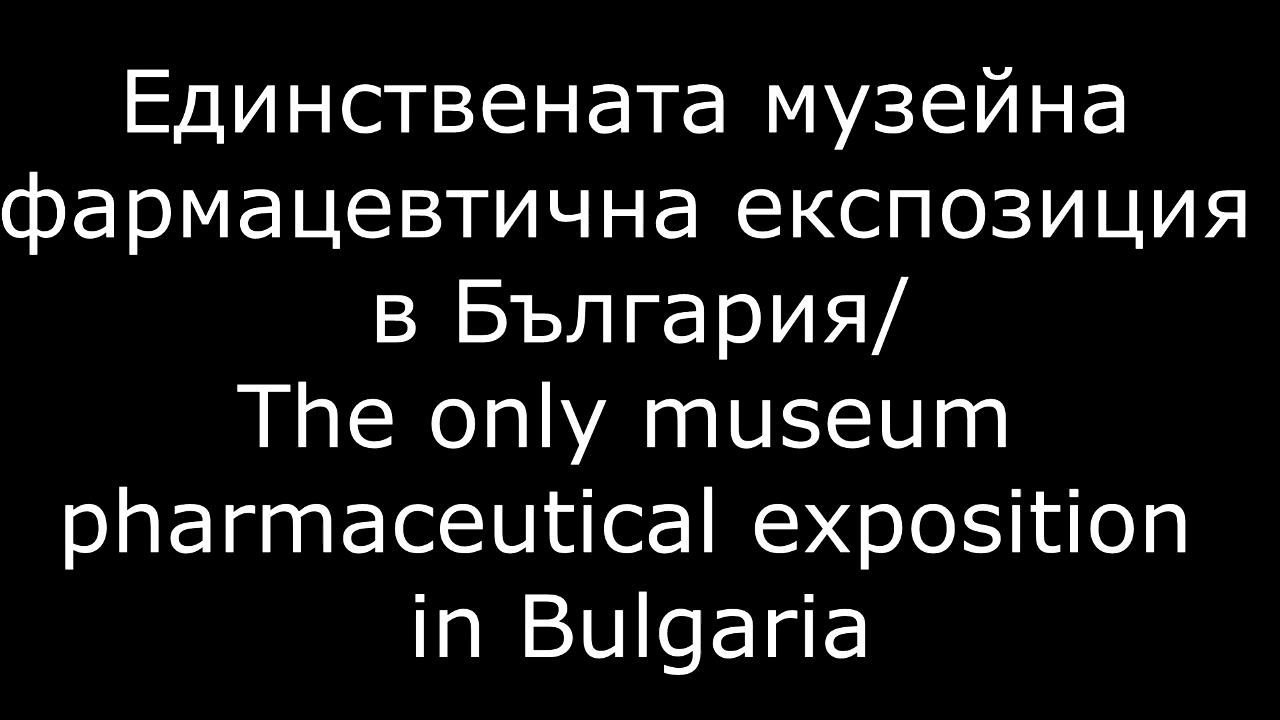 Единствената музейна
фармацевтична експозиция
в България/
The only museum
pharmaceutical exposition
in Bulgaria